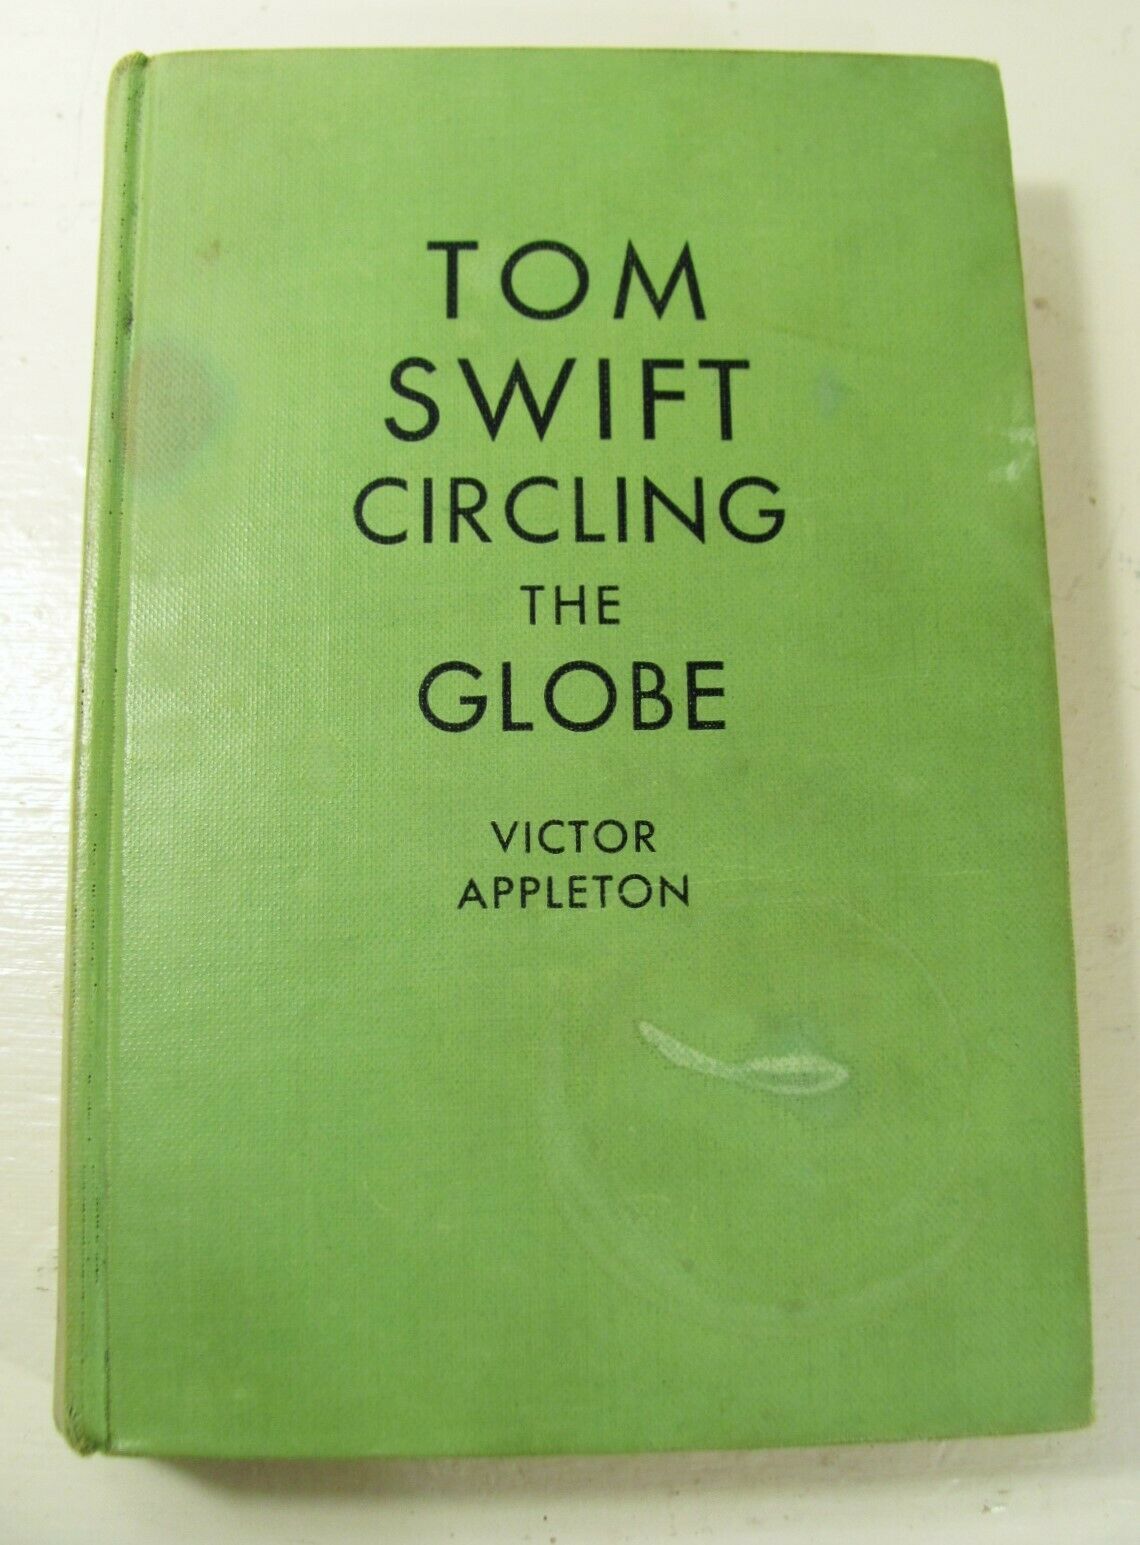 TOM
SWIFT
CIRCLING
THE
GLOBE
VICTOR
APPLETON